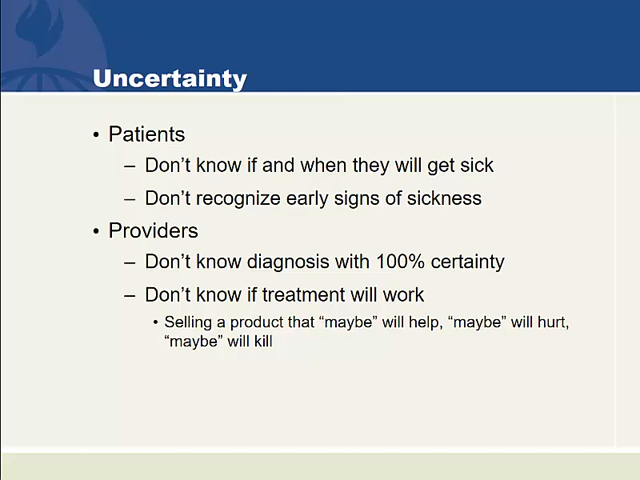 Uncertainty
• Patients
– Don’t know if and when they will get sick
– Don’t recognize early signs of sickness
• Providers
– Don’t know diagnosis with 100% certainty
– Don’t know if treatment will work
• Selling a product that “maybe” will help, “maybe” will hurt,
“maybe” will kill